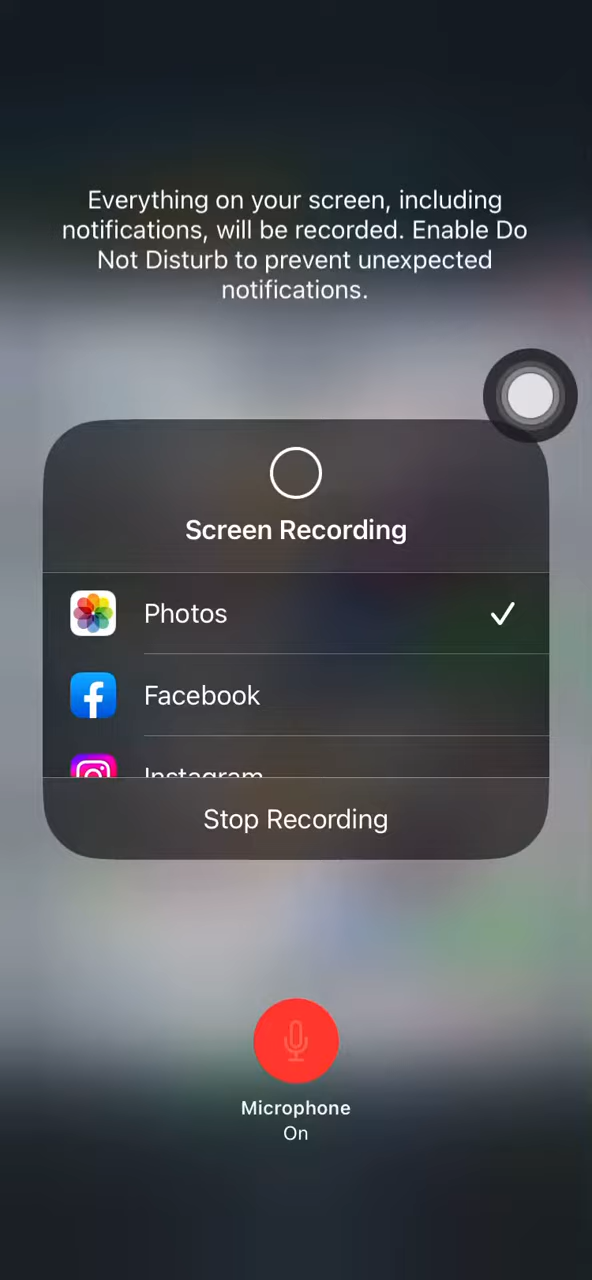 Everything on your screen, including
notifications, will be recorded. Enable Do
Not Disturb to prevent unexpected
notifications.
Screen Recording
Photos
Facebook
Instagram
Stop Recording
Microphone
On